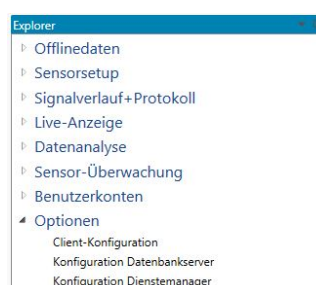 Explorer
Offlinedaten
Sensorsetup
Signalverlauf+Protokoll
Live-Anzeige
Datenanalyse
Sensor-Überwachung
Benutzerkonten
Optionen
Client-Konfiguration
Konfiguration Datenbankserver
Konfiguration Dienstemanager